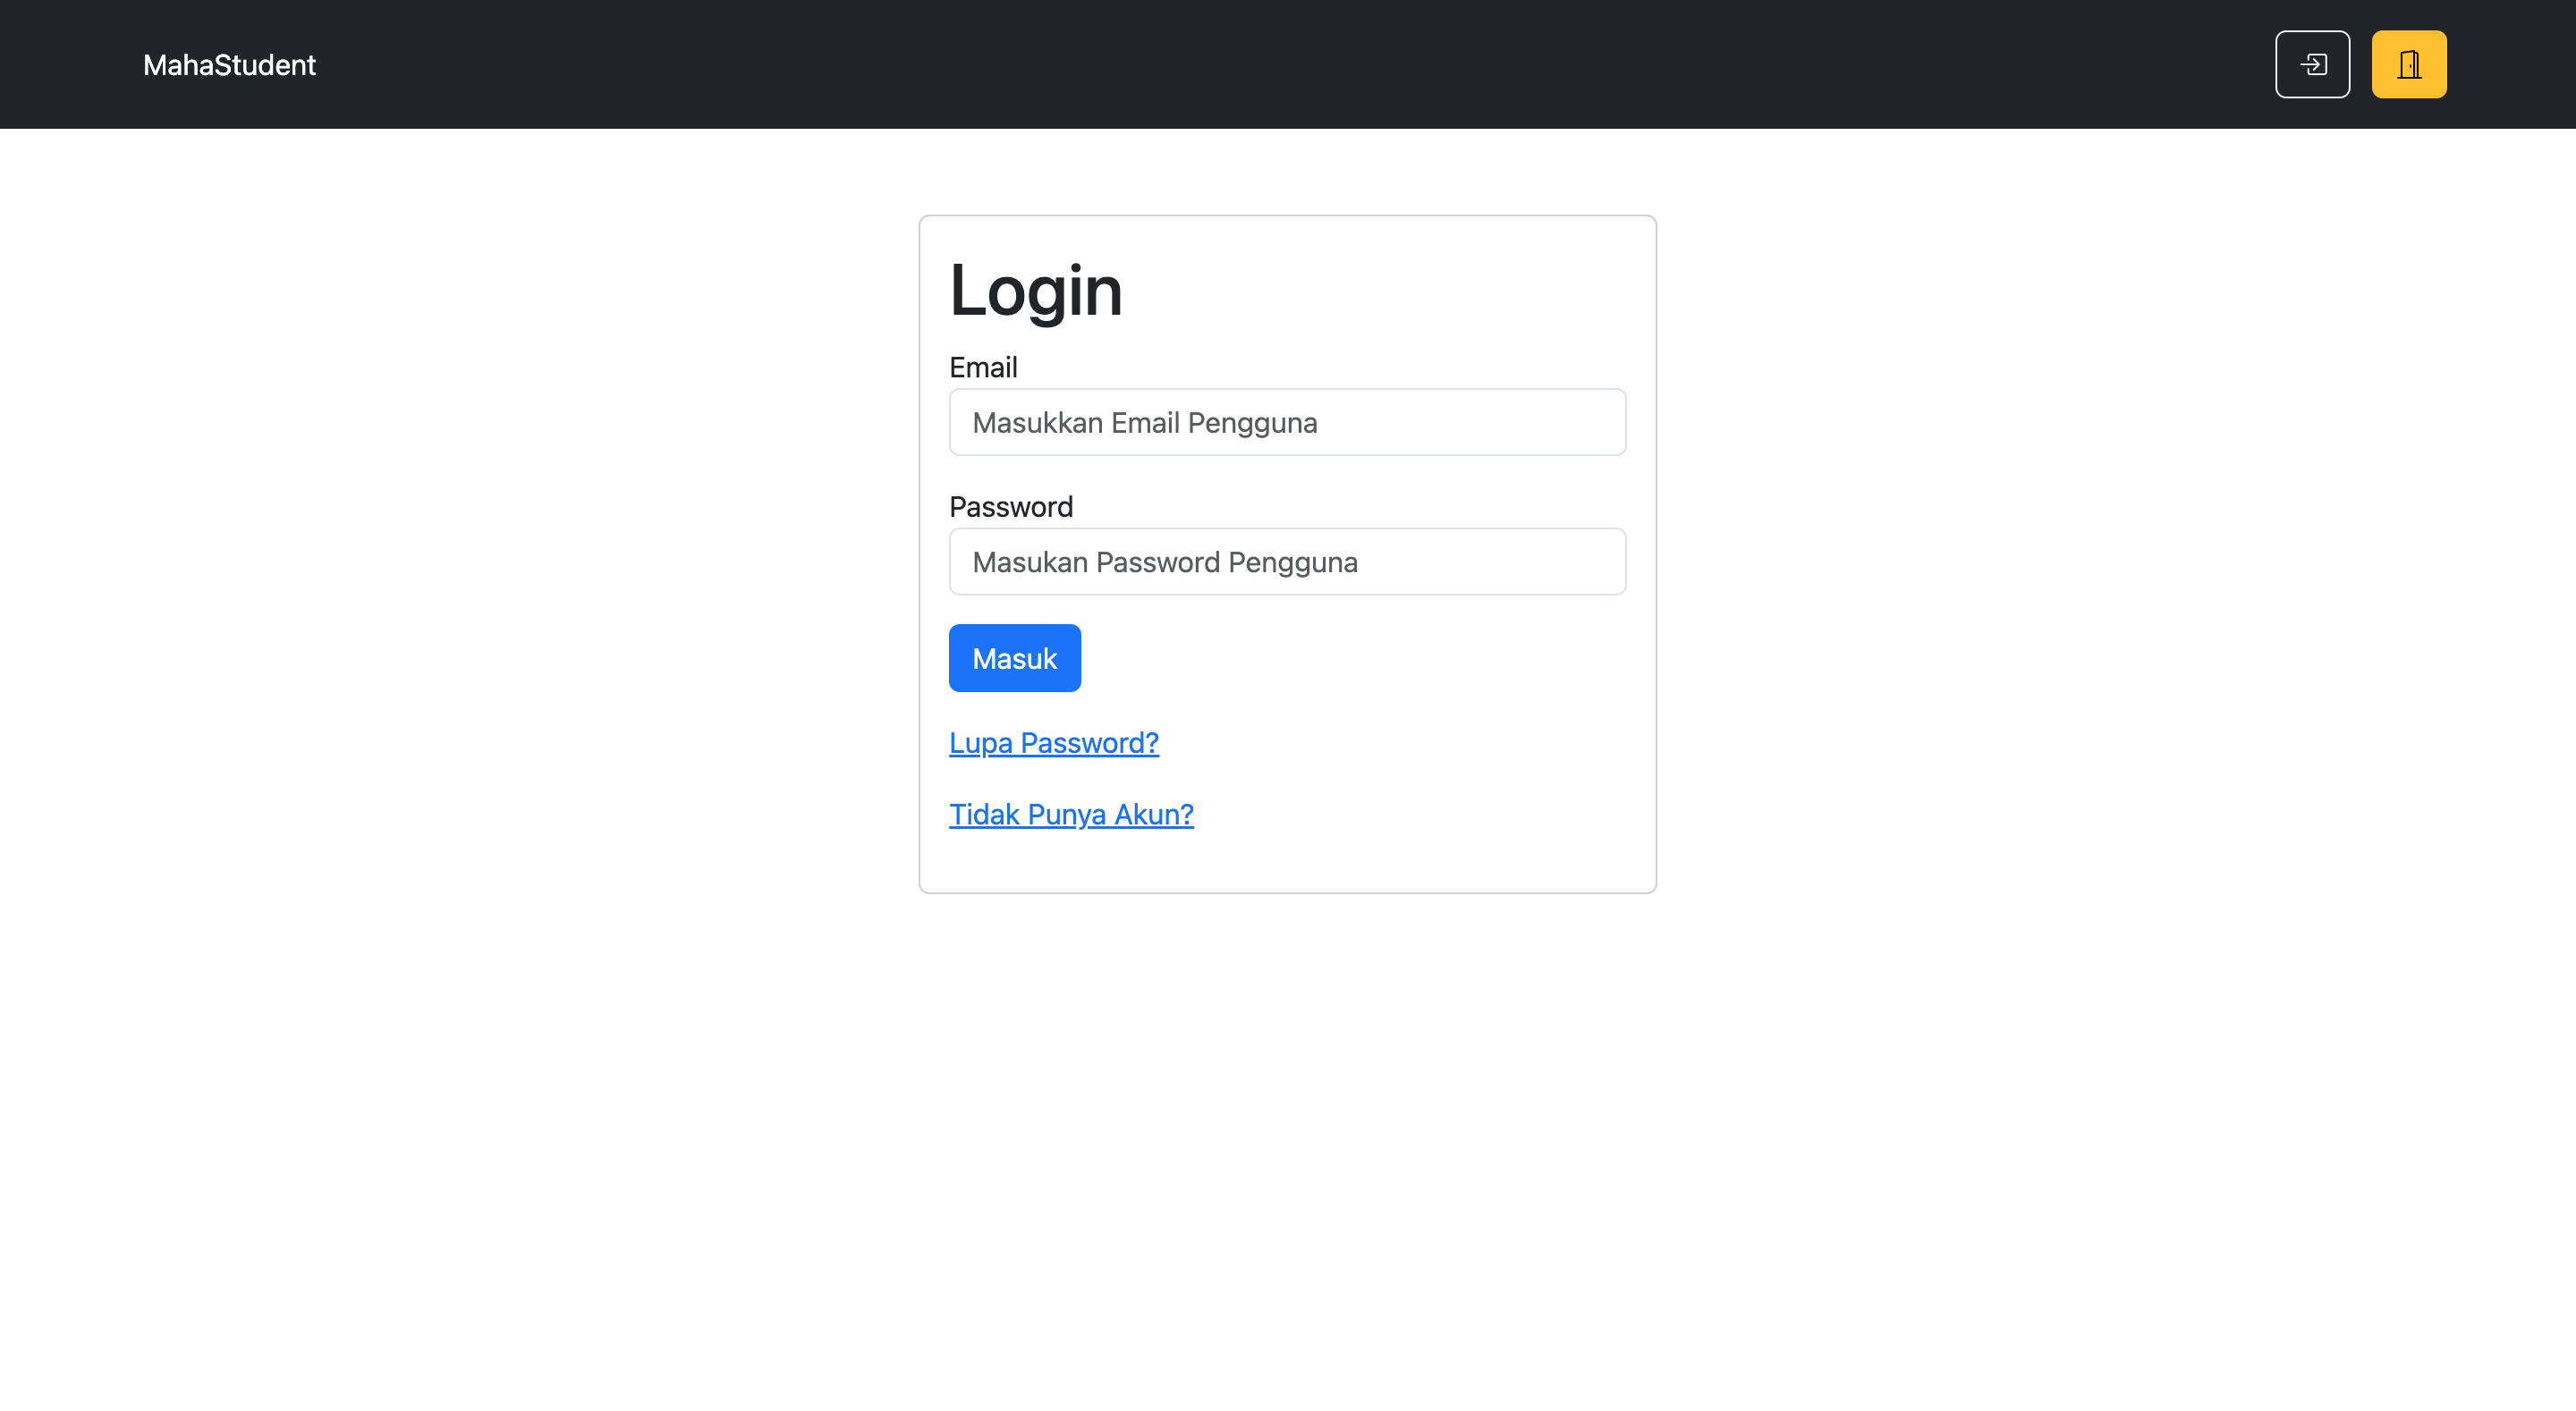 MahaStudent
Login
Email
Masukkan Email Pengguna
Password
Masukan Password Pengguna
Masuk
Lupa Password?
Tidak Punya Akun?